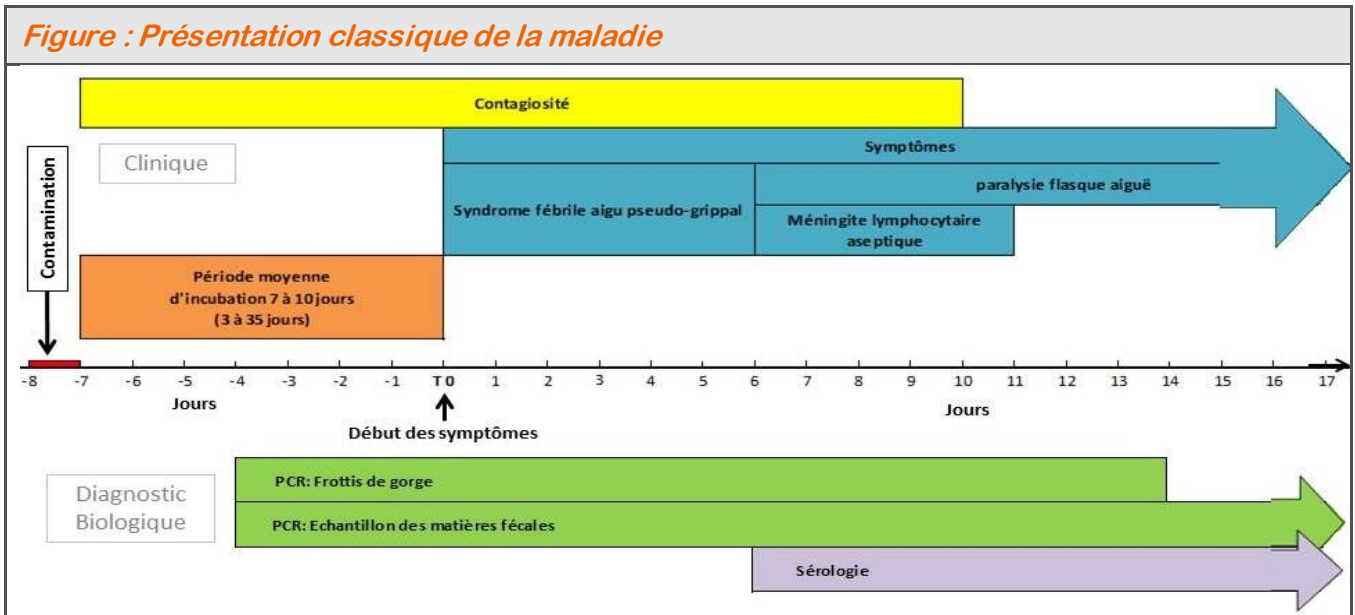 Figure : Présentation classique de la maladie
Contagiosité
Clinique
Contamination
Symptômes
Syndrome fébrile aigu pseudo-grippal
paralysie flasque aiguë
Méningite lymphocytaire
aseptique
Période moyenne
d'incubation 7 à 10 jours
(3 à 35 jours)
-8 -7 -6 -5 -4 -3 -2 -1 T 0 1 2 3 4 5 6 7 8 9 10 11 12 13 14 15 16 17
Jours
Jours
Début des symptômes
Diagnostic
Biologique
PCR: Frottis de gorge
PCR: Echantillon des matières fécales
Sérologie